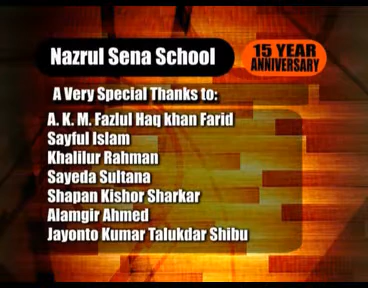 Nazrul Sena School
15 YEAR
ANNIVERSARY
A Very Special Thanks to:
A. K. M. Fazlul Haq khan Farid
Sayful Islam
Khalilur Rahman
Sayeda Sultana
Shapan Kishor Sharkar
Alamgir Ahmed
Jayonto Kumar Talukdar Shibu